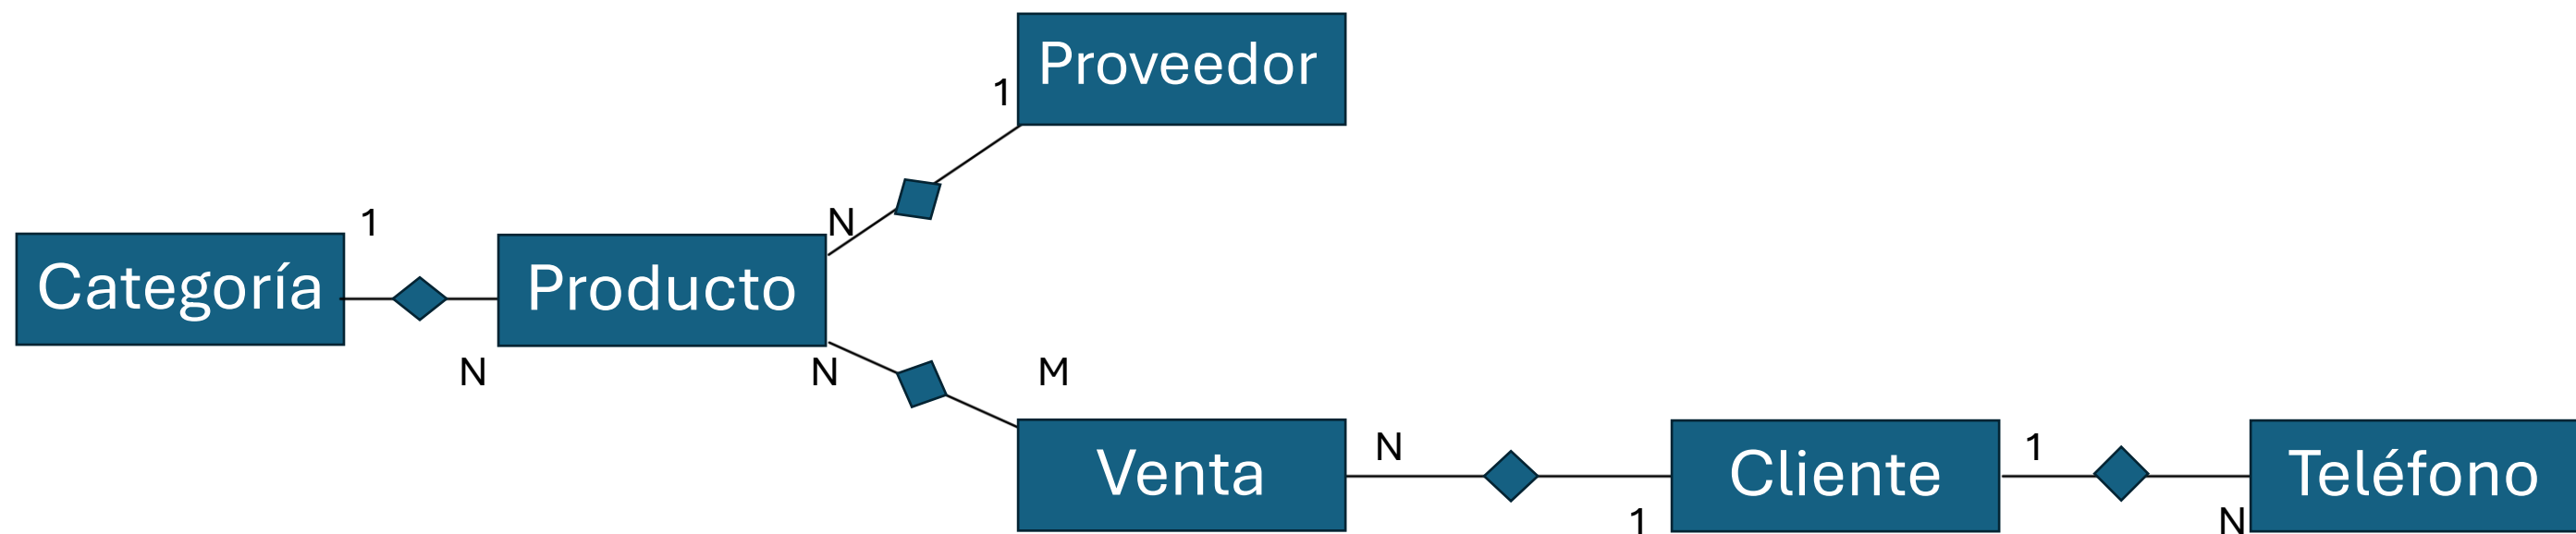 Proveedor
1
N
1
Categoría
Producto
N
N
M
Venta
N
1
Cliente
1
N
Teléfono